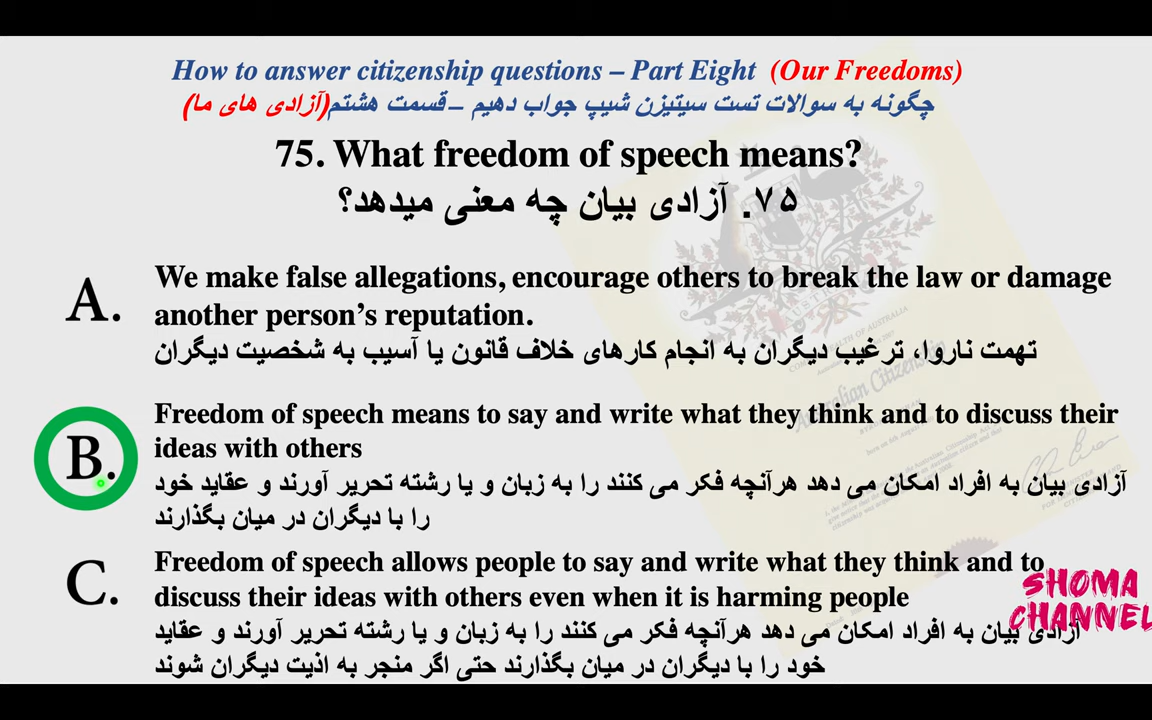 How to answer citizenship questions – Part Eight (Our Freedoms)
چگونه به سوالات تست سیتیزن شیپ جواب دهیم – قسمت هشتم(آزادی های ما)
75. What freedom of speech means?
۷۵. آزادی بیان چه معنی میدهد؟
A. We make false allegations, encourage others to break the law or damage
another person’s reputation.
تهمت ناروا، ترغیب دیگران به انجام کارهای خلاف قانون یا آسیب به شخصیت دیگران
B. Freedom of speech means to say and write what they think and to discuss their
ideas with others
آزادی بیان به افراد امکان می دهد هرآنچه فکر می کنند را به زبان و یا رشته تحریر آورند و عقاید خود
را با دیگران در میان بگذارند
C. Freedom of speech allows people to say and write what they think and to
discuss their ideas with others even when it is harming people
آزادی بیان به افراد امکان می دهد هرآنچه فکر می کنند را به زبان و یا رشته تحریر آورند و عقاید
خود را با دیگران در میان بگذارند حتی اگر منجر به اذیت دیگران شوند
SHOMA
CHANNEL
COMMONWEALTH OF AUSTRALIA
Australian Citizenship